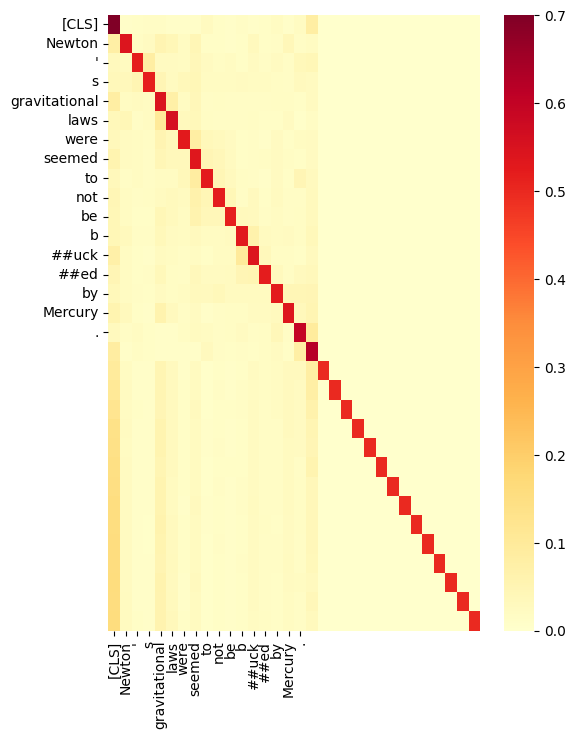 [CLS]
Newton
'
s
gravitational
laws
were
seemed
to
not
be
b
##uck
##ed
by
Mercury
.
0.7
0.6
0.5
0.4
0.3
0.2
0.1
0.0
[CLS]
Newton
'
s
gravitational
laws
were
seemed
to
not
be
b
##uck
##ed
by
Mercury
.